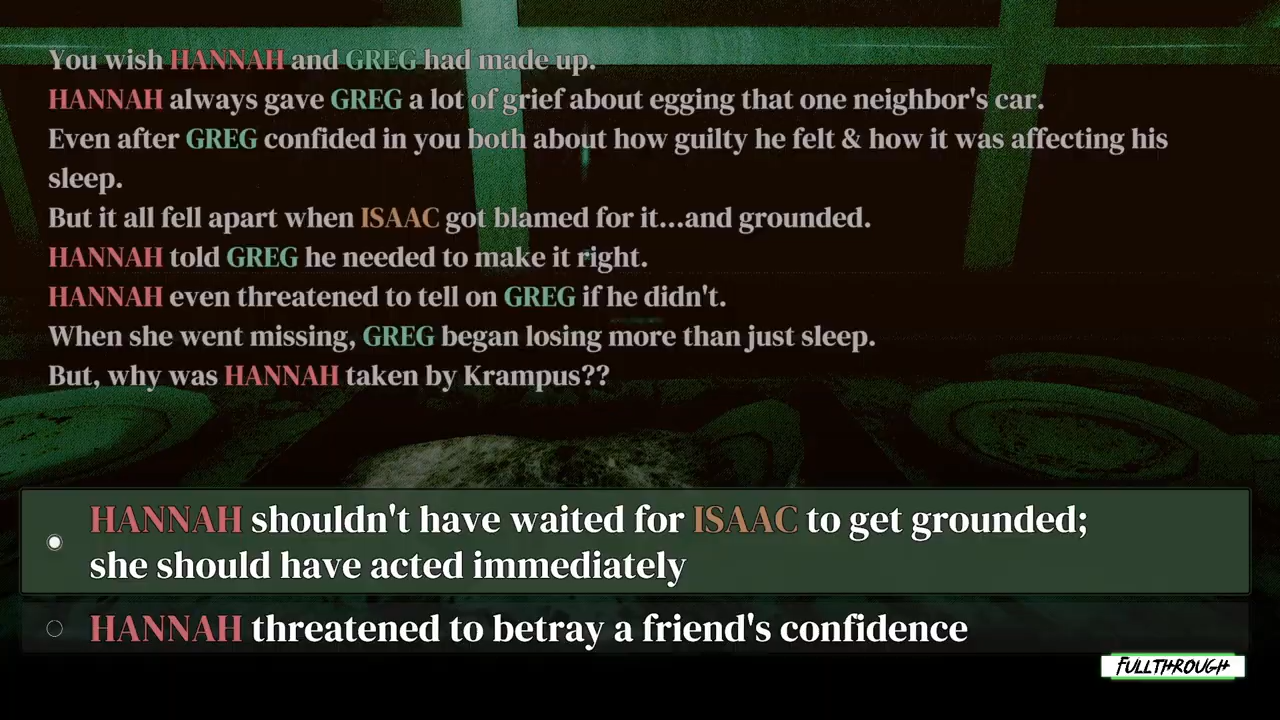 You wish HANNAH and GREG had made up.
HANNAH always gave GREG a lot of grief about egging that one neighbor's car.
Even after GREG confided in you both about how guilty he felt & how it was affecting his
sleep.
But it all fell apart when ISAAC got blamed for it...and grounded.
HANNAH told GREG he needed to make it right.
HANNAH even threatened to tell on GREG if he didn't.
When she went missing, GREG began losing more than just sleep.
But, why was HANNAH taken by Krampus??
HANNAH shouldn't have waited for ISAAC to get grounded;
she should have acted immediately
HANNAH threatened to betray a friend's confidence
FULLTHROUGH